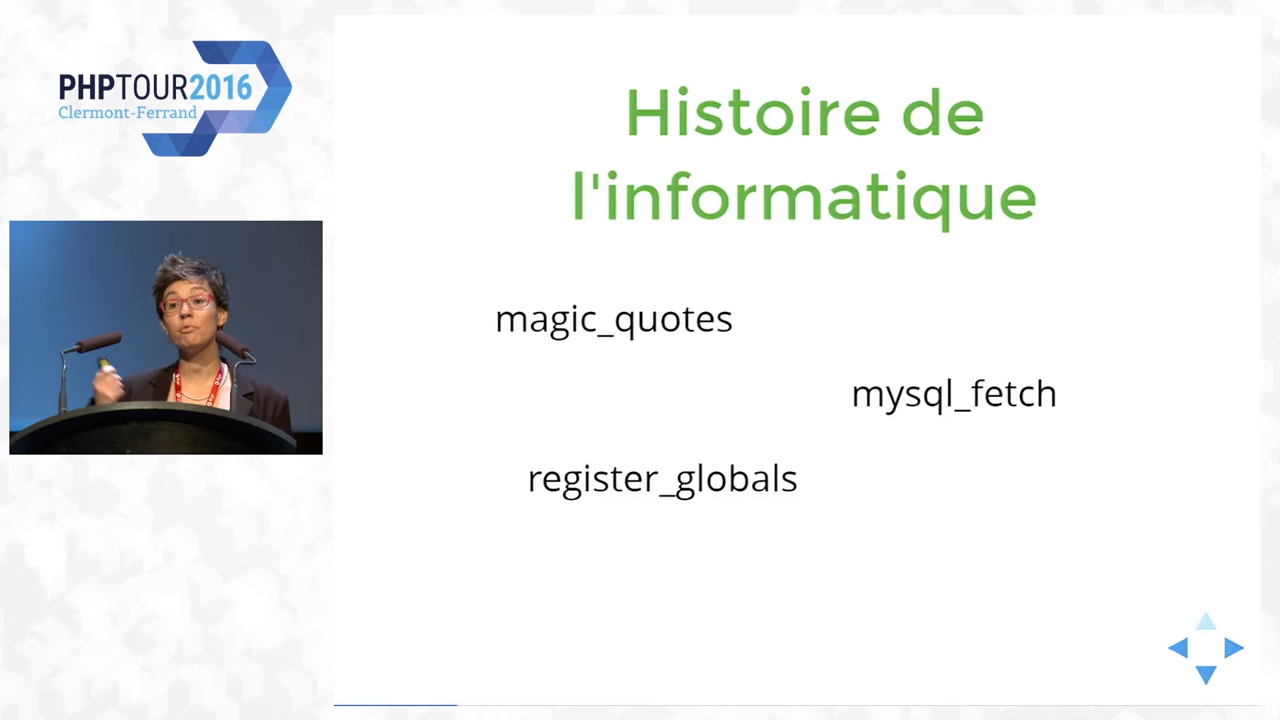 PHPTOUR2016
Clermont-Ferrand
Histoire de
l'informatique
magic_quotes
mysql_fetch
register_globals